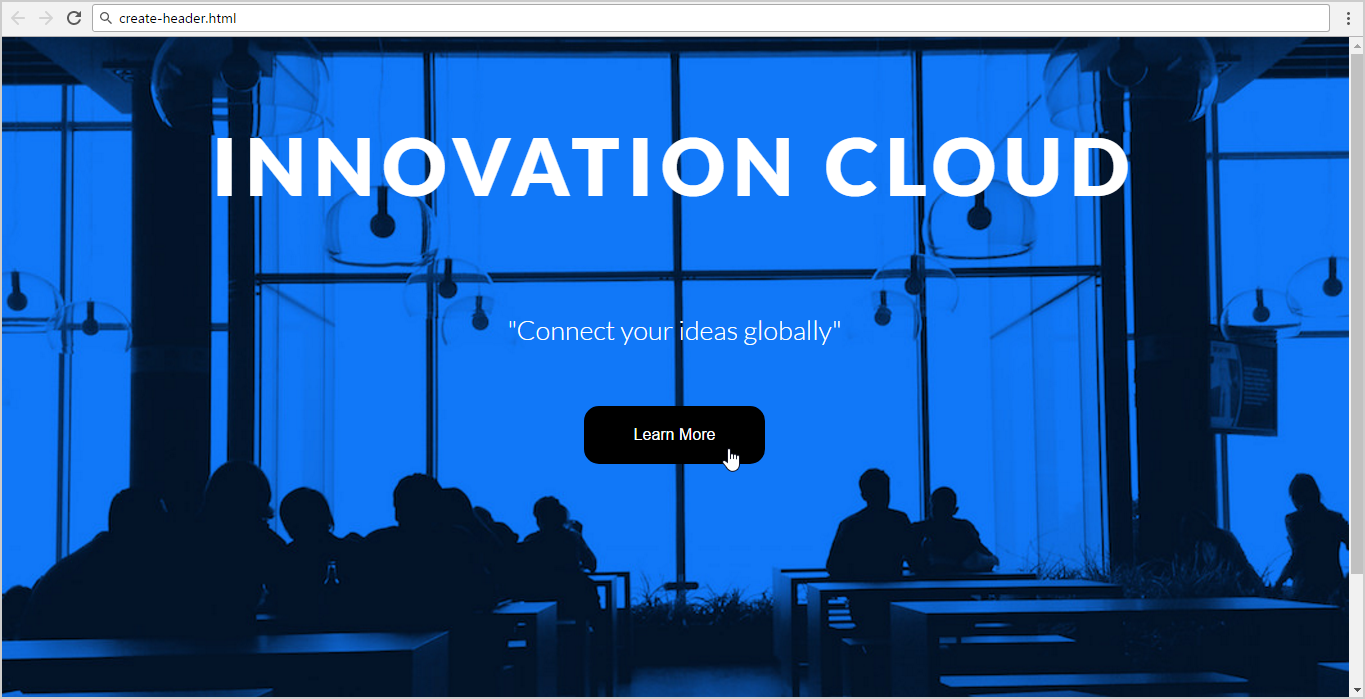 create-header.html
INNOVATION CLOUD
"Connect your ideas globally"
Learn More